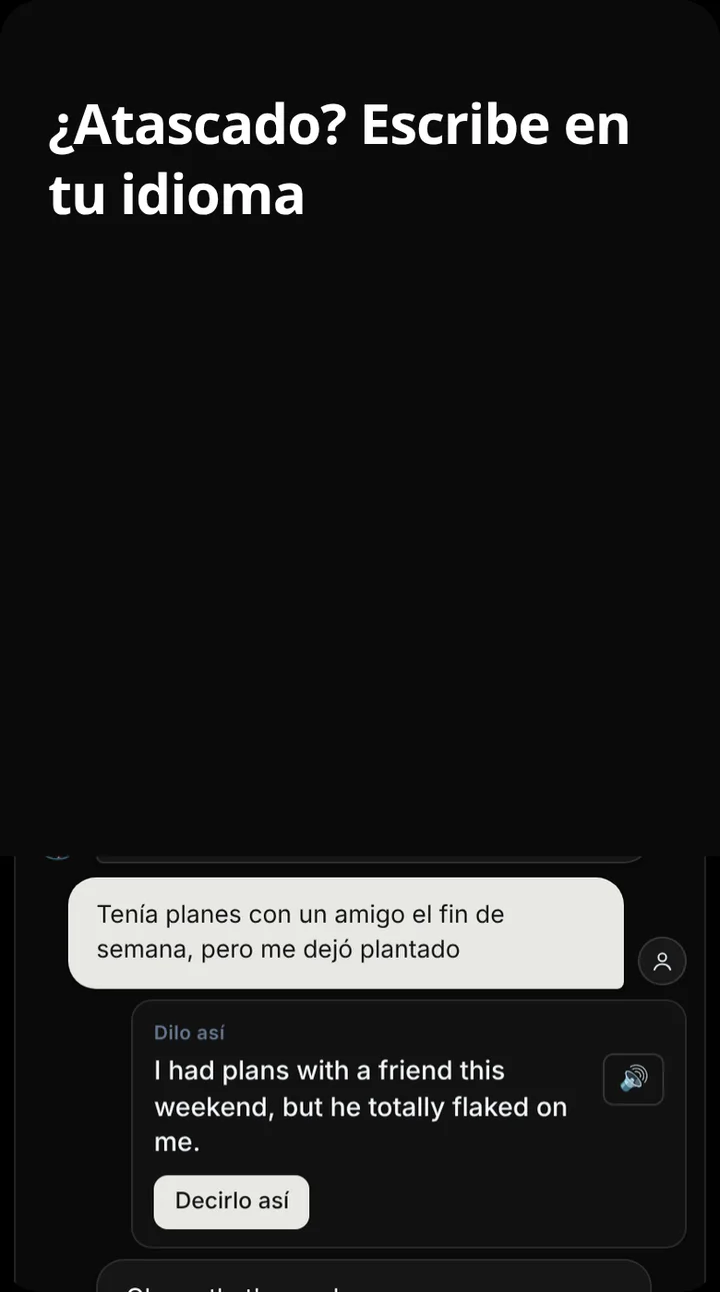 ¿Atascado? Escribe en
tu idioma
Tenía planes con un amigo el fin de
semana, pero me dejó plantado
Dilo así
I had plans with a friend this
weekend, but he totally flaked on
me.
Decirlo así